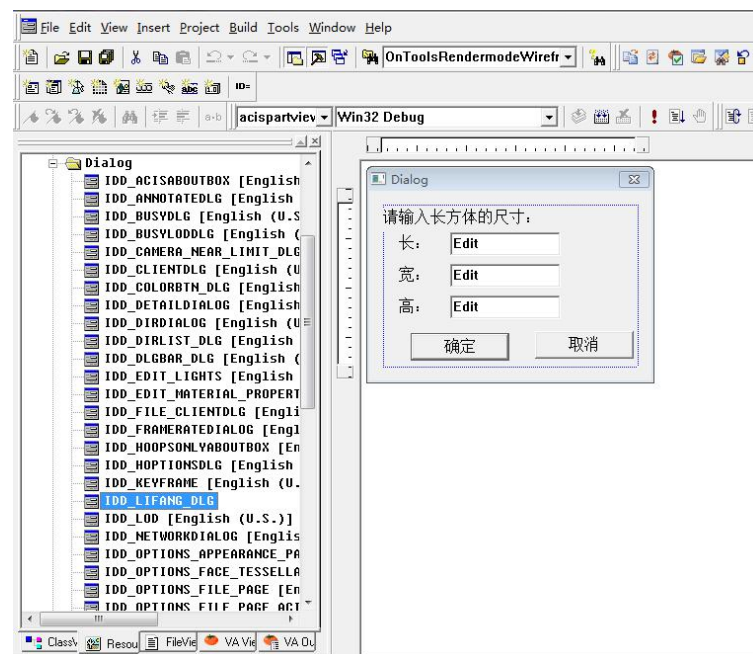 File Edit View Insert Project Build Tools Window Help
OnToolsRendermodeWirefr
ID=
a·b acispartview Win32 Debug
Dialog
IDD_ACISABOUTBOX [English
IDD_ANNOTATEDLG [English
IDD_BUSYDLG [English (U.S
IDD_BUSYLODDLG [English (
IDD_CAMERA_NEAR_LIMIT_DLG
IDD_CLIENTDLG [English (U
IDD_COLORBTN_DLG [English
IDD_DETAILDIALOG [English
IDD_DIRDIALOG [English (U
IDD_DIRLIST_DLG [English
IDD_DLGBAR_DLG [English (
IDD_EDIT_LIGHTS [English
IDD_EDIT_MATERIAL_PROPERT
IDD_FILE_CLIENTDLG [Engli
IDD_FRAMERATEDIALOG [Engl
IDD_HOOPSONLYABOUTBOX [En
IDD_HOPTIONSDLG [English
IDD_KEYFRAME [English (U.
IDD_LIFANG_DLG
IDD_LOD [English (U.S.)]
IDD_NETWORKDIALOG [Englis
IDD_OPTIONS_APPEARANCE_PA
IDD_OPTIONS_FACE_TESSELLA
IDD_OPTIONS_FILE_PAGE [En
IDD_OPTIONS_FILE_PAGE_ACI
ClassV Resou FileVie VA Vie VA Ou
Dialog
请输入长方体的尺寸：
长： Edit
宽： Edit
高： Edit
确定 取消